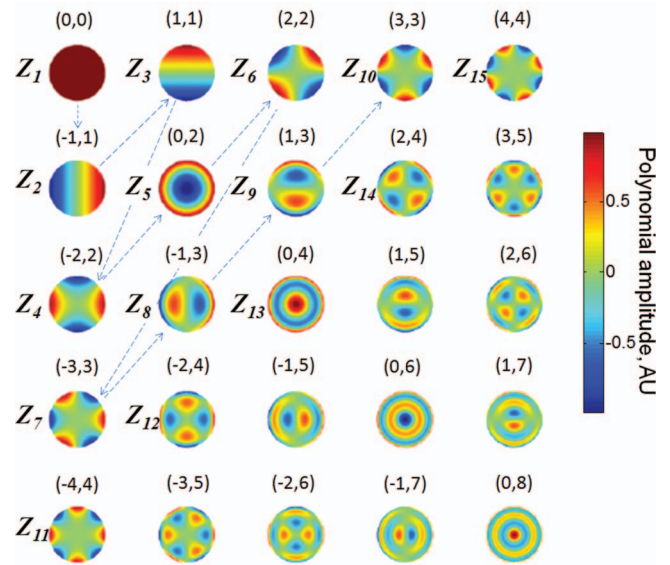 (0,0) (1,1) (2,2) (3,3) (4,4)
Z1 Z3 Z6 Z10 Z15
(-1,1) (0,2) (1,3) (2,4) (3,5)
Z2 Z5 Z9 Z14
(-2,2) (-1,3) (0,4) (1,5) (2,6)
Z4 Z8 Z13
(-3,3) (-2,4) (-1,5) (0,6) (1,7)
Z7 Z12
(-4,4) (-3,5) (-2,6) (-1,7) (0,8)
Z11
0.5
0
-0.5
Polynomial amplitude, AU